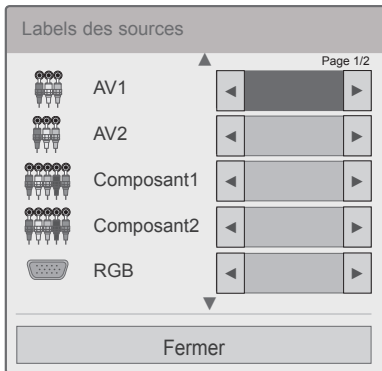 Labels des sources
Page 1/2
AV1
AV2
Composant1
Composant2
RGB
Fermer